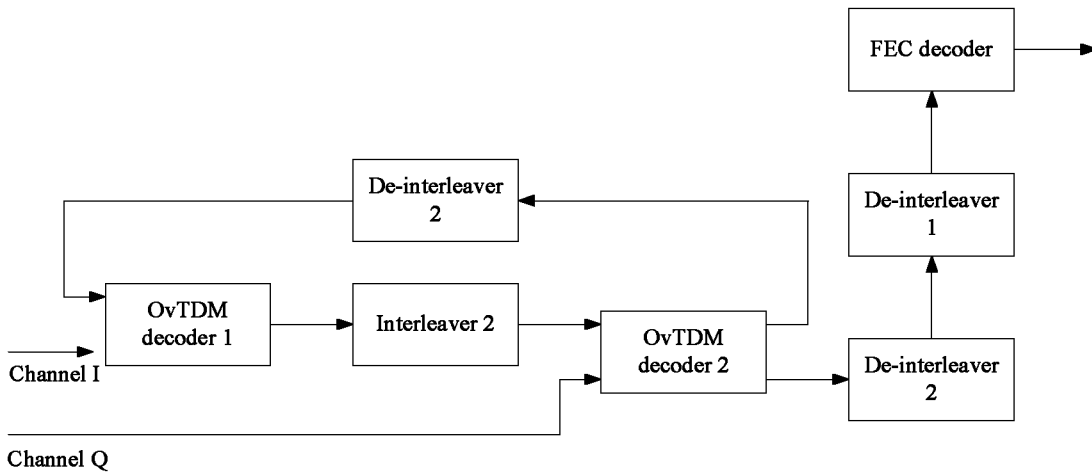 FEC decoder
De-interleaver
2
De-interleaver
1
OvTDM
decoder 1
Interleaver 2
OvTDM
decoder 2
De-interleaver
2
Channel I
Channel Q